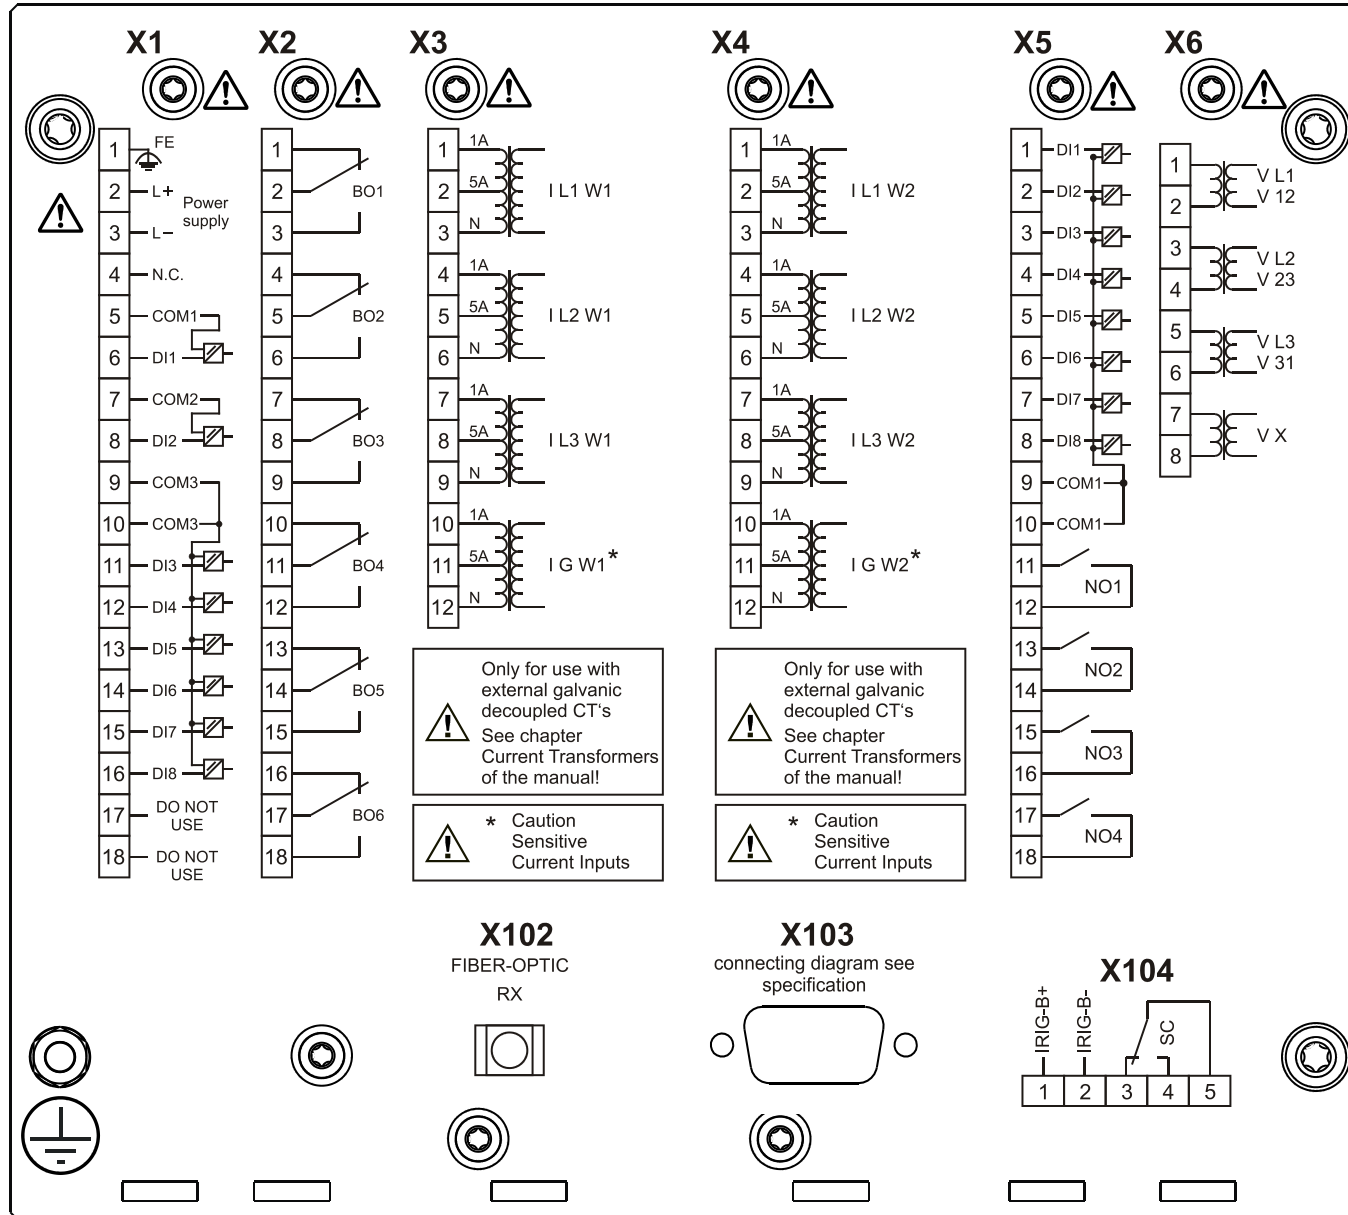 X1
1 FE
2 L+ Power
supply
3 L–
4 N.C.
5 COM1
6 DI1
7 COM2
8 DI2
9 COM3
10 COM3
11 DI3
12 DI4
13 DI5
14 DI6
15 DI7
16 DI8
17 DO NOT
USE
18 DO NOT
USE
X2
1
2 BO1
3
4
5 BO2
6
7
8 BO3
9
10
11 BO4
12
13
14 BO5
15
16
17 BO6
18
X3
1 1A
2 5A I L1 W1
3 N
4 1A
5 5A I L2 W1
6 N
7 1A
8 5A I L3 W1
9 N
10 1A
11 5A I G W1*
12 N
Only for use with
external galvanic
decoupled CT‘s
See chapter
Current Transformers
of the manual!
* Caution
Sensitive
Current Inputs
X4
1 1A
2 5A I L1 W2
3 N
4 1A
5 5A I L2 W2
6 N
7 1A
8 5A I L3 W2
9 N
10 1A
11 5A I G W2*
12 N
Only for use with
external galvanic
decoupled CT‘s
See chapter
Current Transformers
of the manual!
* Caution
Sensitive
Current Inputs
X5
1 DI1
2 DI2
3 DI3
4 DI4
5 DI5
6 DI6
7 DI7
8 DI8
9 COM1
10 COM1
11
NO1
12
13
NO2
14
15
NO3
16
17
NO4
18
X6
1 V L1
2 V 12
3 V L2
4 V 23
5 V L3
6 V 31
7
V X
8
X102
FIBER-OPTIC
RX
X103
connecting diagram see
specification
X104
IRIG-B+
IRIG-B-
SC
1 2 3 4 5